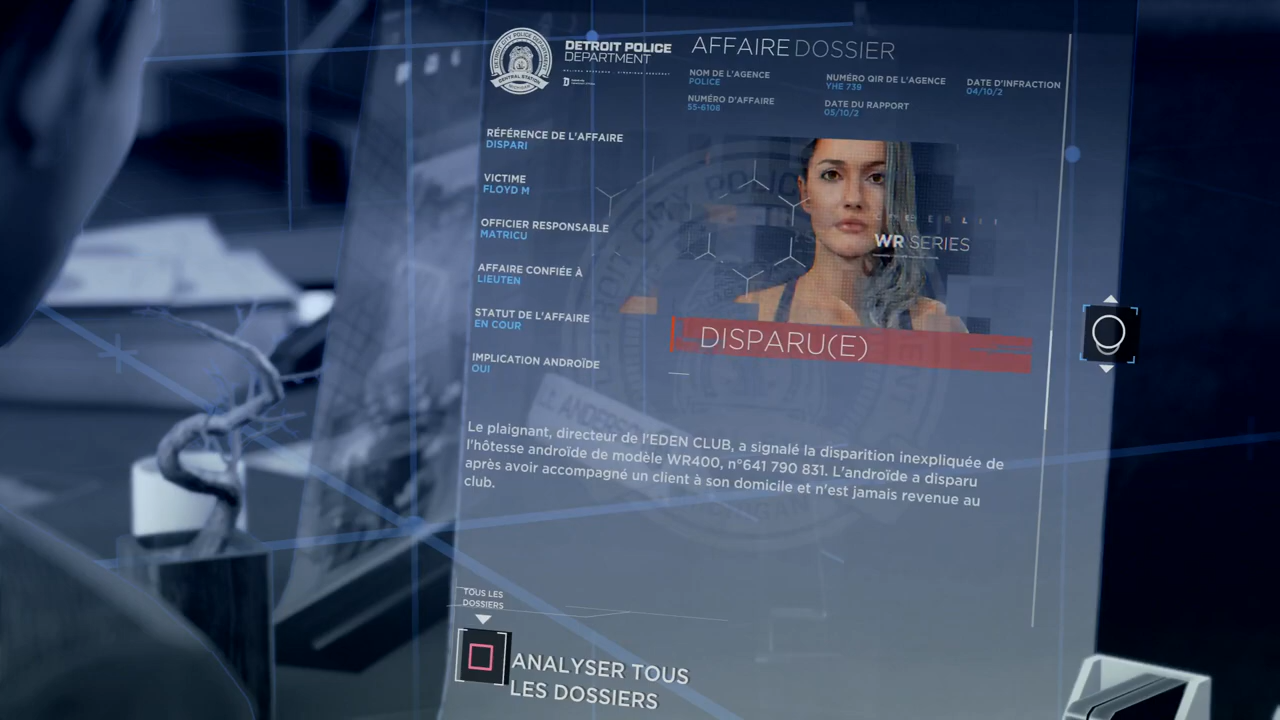 DETROIT POLICE
DEPARTMENT
CENTRAL STATION
AFFAIRE DOSSIER
NOM DE L'AGENCE
POLICE
NUMÉRO QIR DE L'AGENCE
YHE 739
DATE D'INFRACTION
04/10/2
NUMÉRO D'AFFAIRE
55-6108
DATE DU RAPPORT
05/10/2
RÉFÉRENCE DE L'AFFAIRE
DISPARI
VICTIME
FLOYD M
OFFICIER RESPONSABLE
MATRICU
AFFAIRE CONFIÉE À
LIEUTEN
STATUT DE L'AFFAIRE
EN COUR
IMPLICATION ANDROÏDE
OUI
WR SERIES
DISPARU(E)
ANDERSON
Le plaignant, directeur de l'EDEN CLUB, a signalé la disparition inexpliquée de
l'hôtesse androïde de modèle WR400, n°641 790 831. L'androïde a disparu
après avoir accompagné un client à son domicile et n'est jamais revenue au
club.
TOUS LES
DOSSIERS
ANALYSER TOUS
LES DOSSIERS